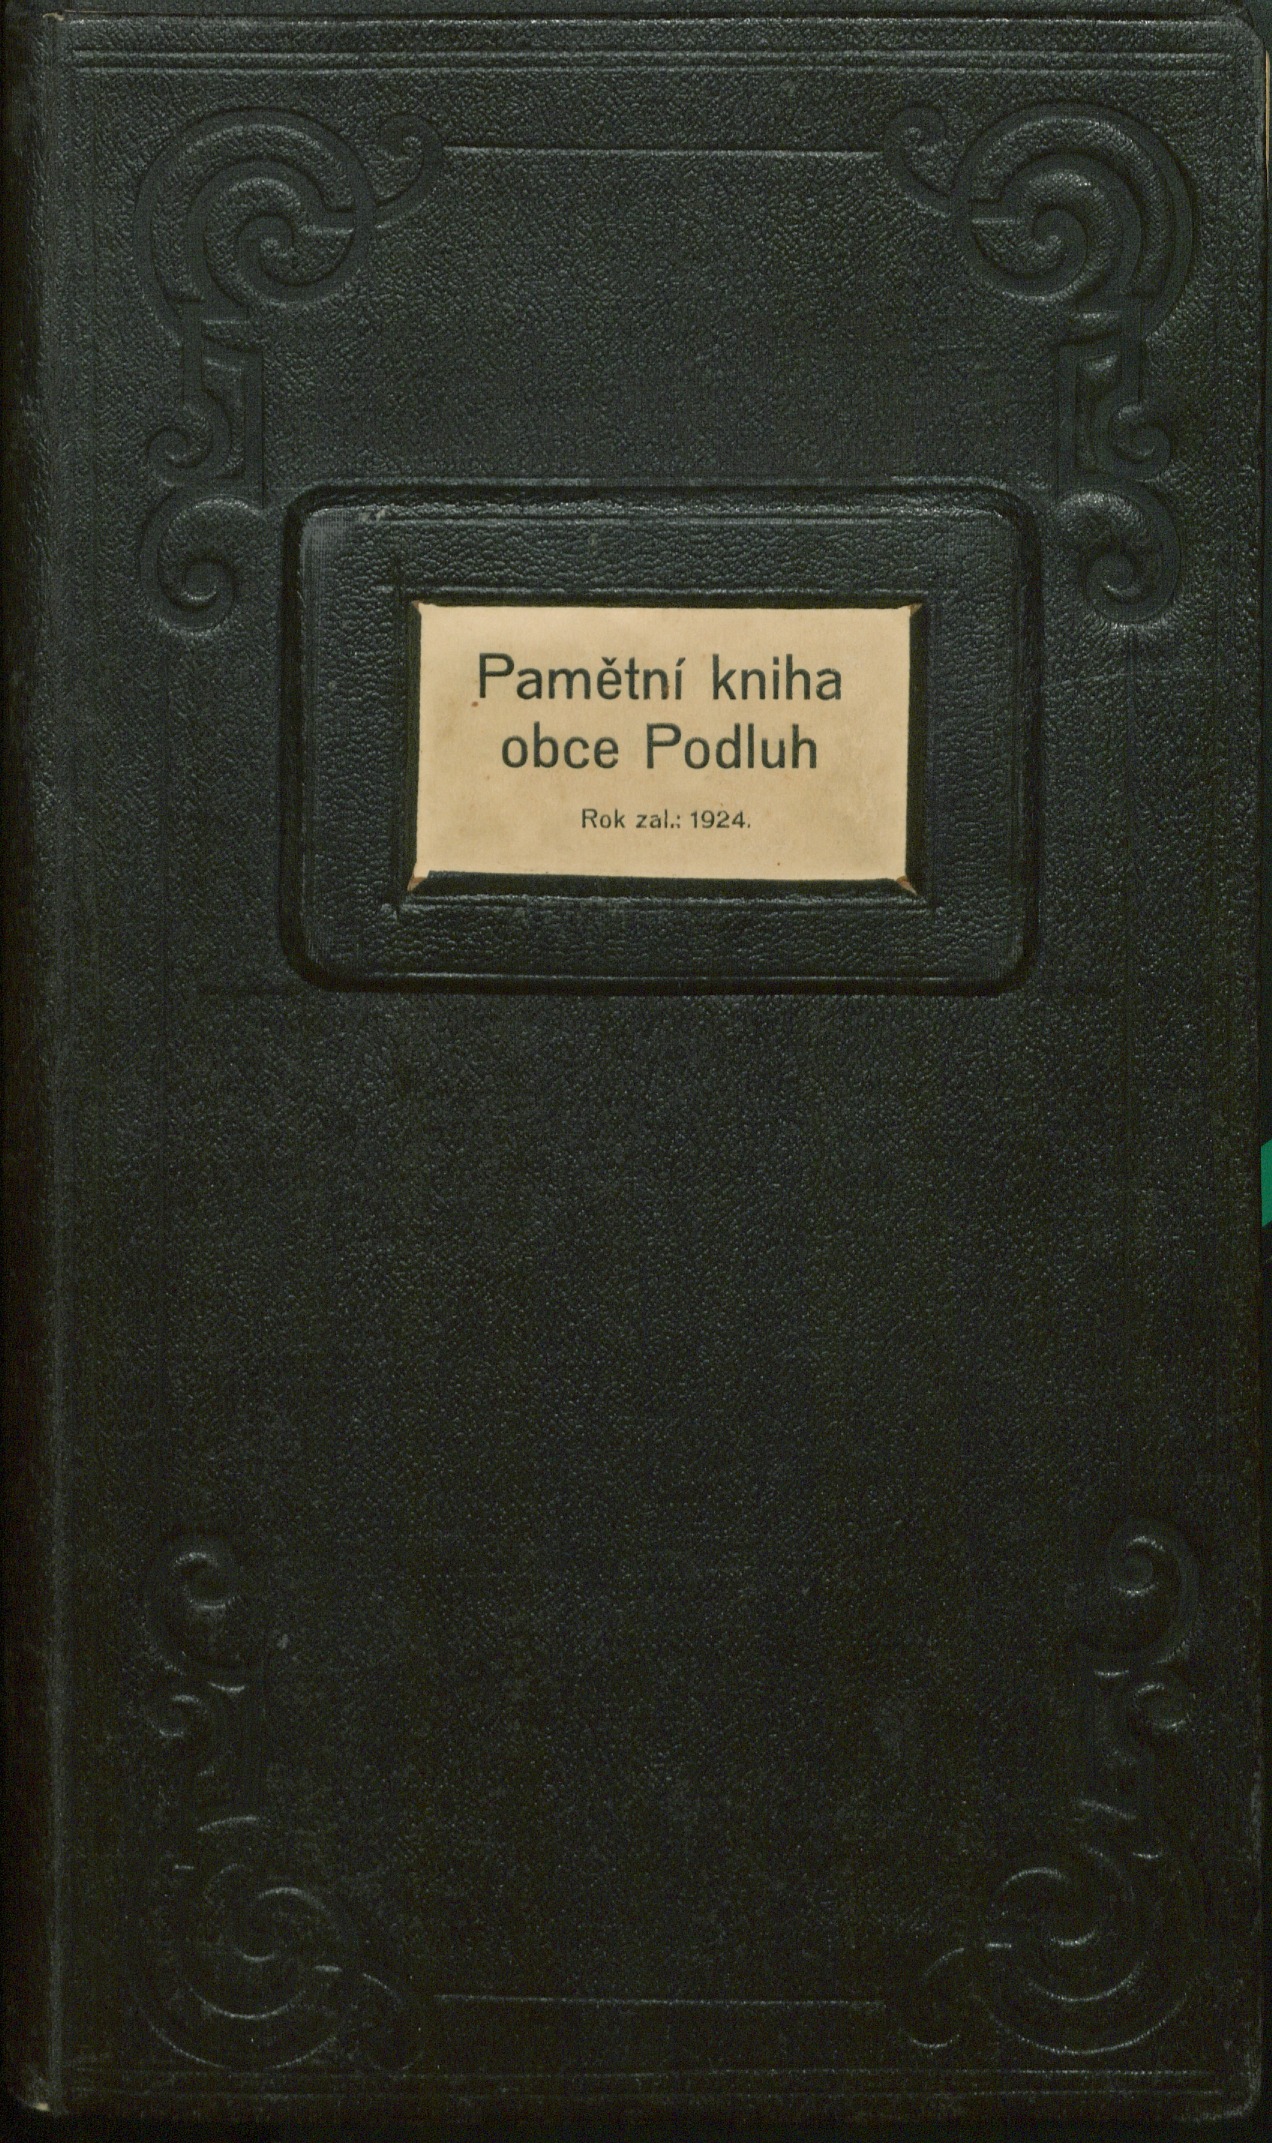 Pamětní kniha
obce Podluh
Rok zal.: 1924.